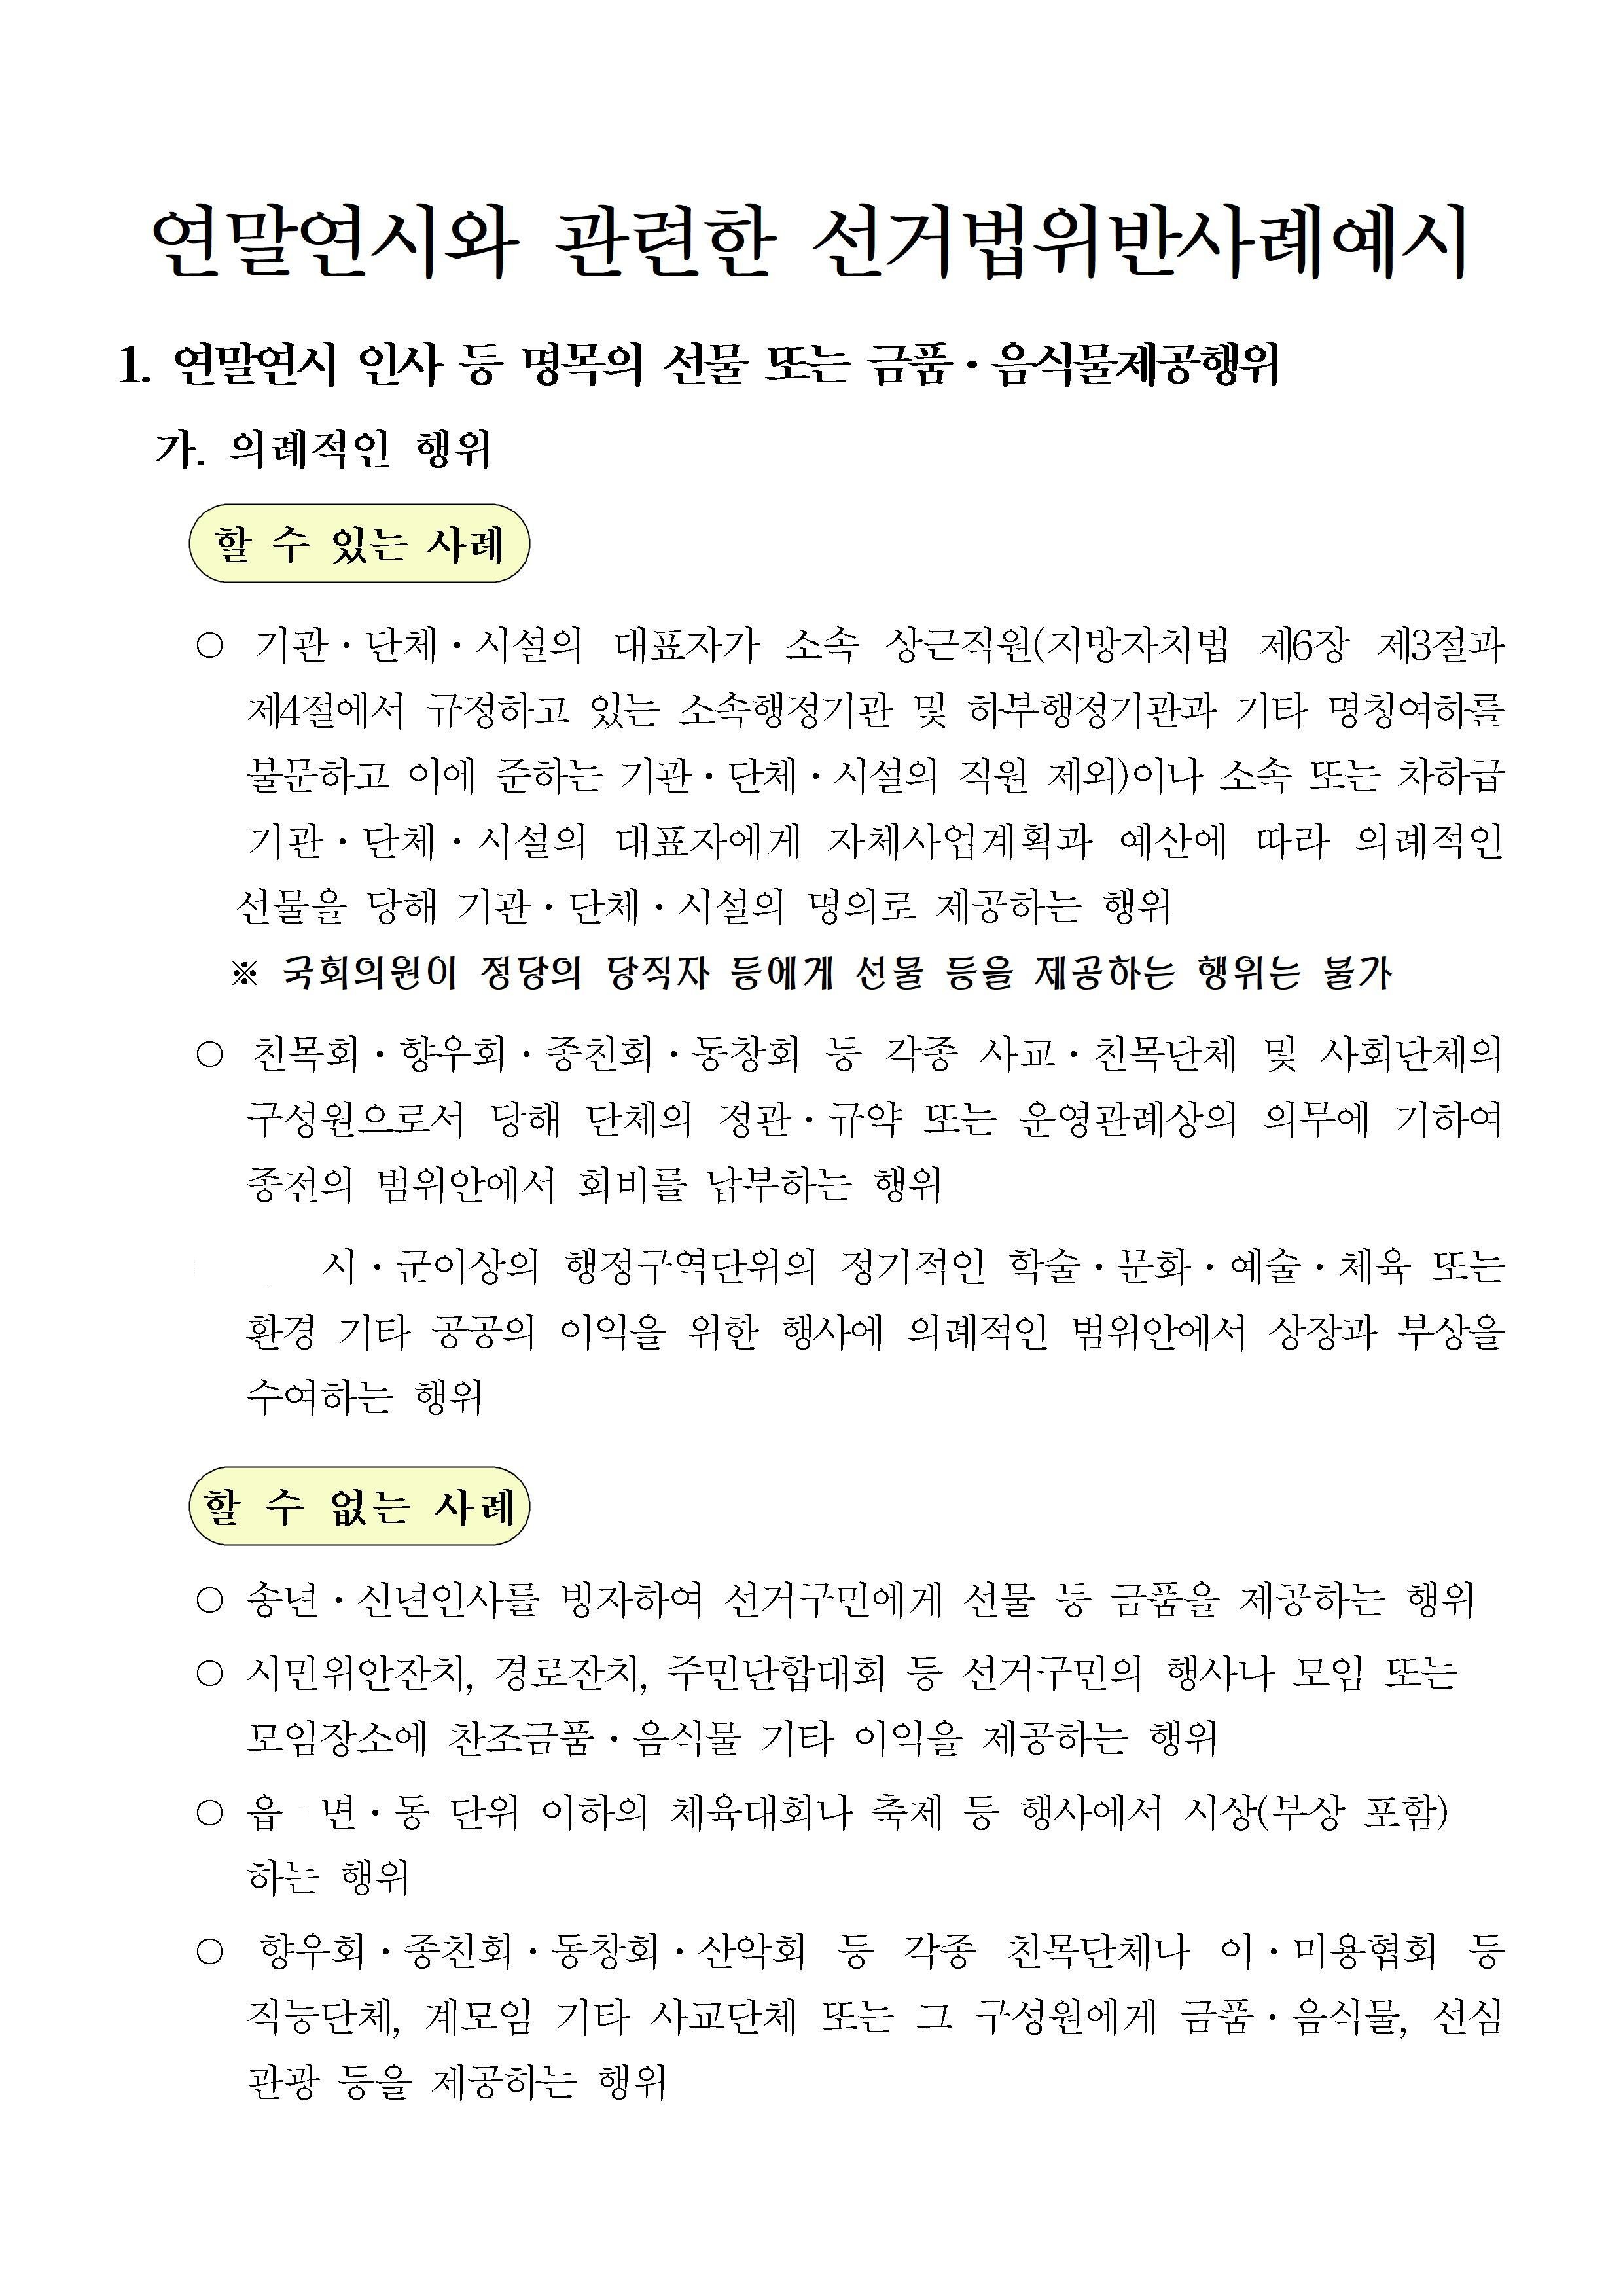 연말연시와 관련한 선거법위반사례예시
1. 연말연시 인사 등 명목의 선물 또는 금품·음식물제공행위
가. 의례적인 행위
할 수 있는 사례
○ 기관·단체·시설의 대표자가 소속 상근직원(지방자치법 제6장 제3절과
제4절에서 규정하고 있는 소속행정기관 및 하부행정기관과 기타 명칭여하를
불문하고 이에 준하는 기관·단체·시설의 직원 제외)이나 소속 또는 차하급
기관·단체·시설의 대표자에게 자체사업계획과 예산에 따라 의례적인
선물을 당해 기관·단체·시설의 명의로 제공하는 행위
※ 국회의원이 정당의 당직자 등에게 선물 등을 제공하는 행위는 불가
○ 친목회·향우회·종친회·동창회 등 각종 사교·친목단체 및 사회단체의
구성원으로서 당해 단체의 정관·규약 또는 운영관례상의 의무에 기하여
종전의 범위안에서 회비를 납부하는 행위
시·군이상의 행정구역단위의 정기적인 학술·문화·예술·체육 또는
환경 기타 공공의 이익을 위한 행사에 의례적인 범위안에서 상장과 부상을
수여하는 행위
할 수 없는 사례
○ 송년·신년인사를 빙자하여 선거구민에게 선물 등 금품을 제공하는 행위
○ 시민위안잔치, 경로잔치, 주민단합대회 등 선거구민의 행사나 모임 또는
모임장소에 찬조금품·음식물 기타 이익을 제공하는 행위
○ 읍 면·동 단위 이하의 체육대회나 축제 등 행사에서 시상(부상 포함)
하는 행위
○ 향우회·종친회·동창회·산악회 등 각종 친목단체나 이·미용협회 등
직능단체, 계모임 기타 사교단체 또는 그 구성원에게 금품·음식물, 선심
관광 등을 제공하는 행위